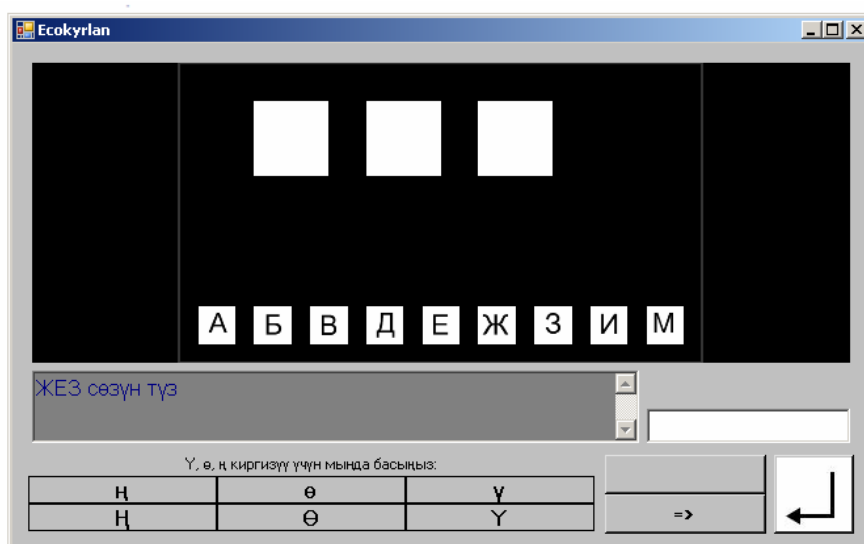 Ecokyrlan
А Б В Д Е Ж З И М
ЖЕЗ сөзүн түз
Ү, ө, ң киргизүү үчүн мында басыңыз:
ң ө ү
Ң Ө Ү
=>